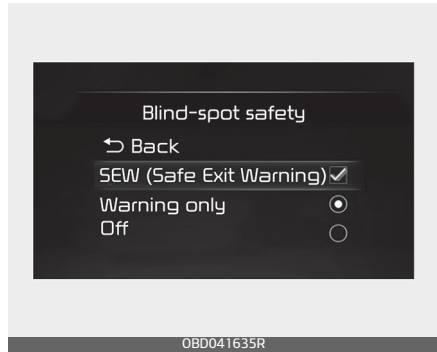 Blind-spot safety
Back
SEW (Safe Exit Warning)
Warning only
Off
OBD041635R